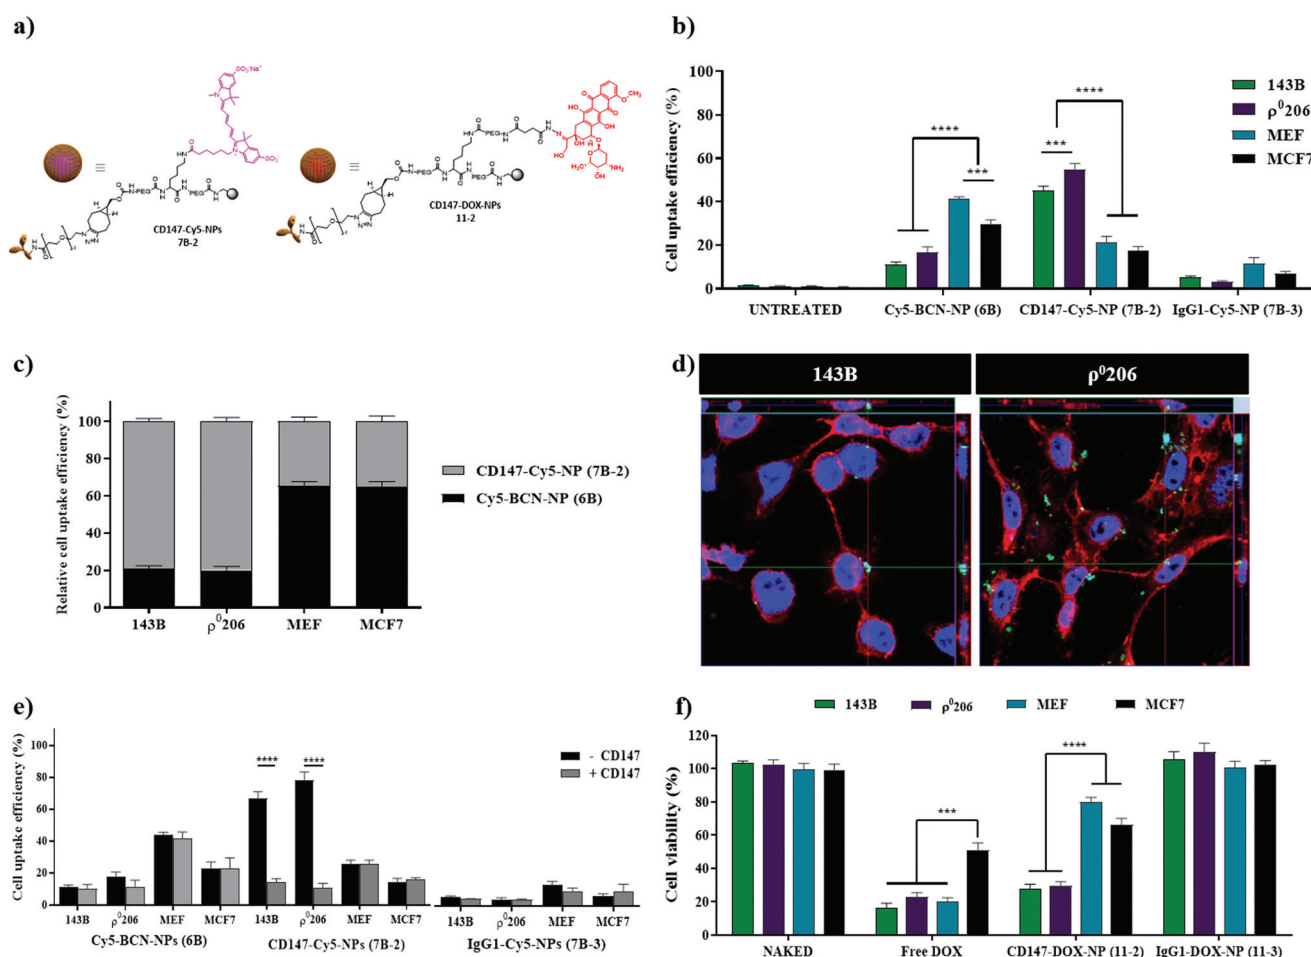 a)
CD147-Cy5-NPs
7B-2
CD147-DOX-NPs
11-2
b)
Cell uptake efficiency (%)
100
80
60
40
20
0
****
***
***
****
143B
ρ⁰206
MEF
MCF7
UNTREATED
Cy5-BCN-NP (6B)
CD147-Cy5-NP (7B-2)
IgG1-Cy5-NP (7B-3)
c)
Relative cell uptake efficiency (%)
100
80
60
40
20
0
143B
ρ⁰206
MEF
MCF7
CD147-Cy5-NP (7B-2)
Cy5-BCN-NP (6B)
d)
143B
ρ⁰206
e)
Cell uptake efficiency (%)
100
80
60
40
20
0
****
****
- CD147
+ CD147
143B
ρ⁰206
MEF
MCF7
143B
ρ⁰206
MEF
MCF7
143B
ρ⁰206
MEF
MCF7
Cy5-BCN-NPs (6B)
CD147-Cy5-NPs (7B-2)
IgG1-Cy5-NPs (7B-3)
f)
143B
ρ⁰206
MEF
MCF7
Cell viability (%)
120
100
80
60
40
20
0
***
****
NAKED
Free DOX
CD147-DOX-NP (11-2)
IgG1-DOX-NP (11-3)